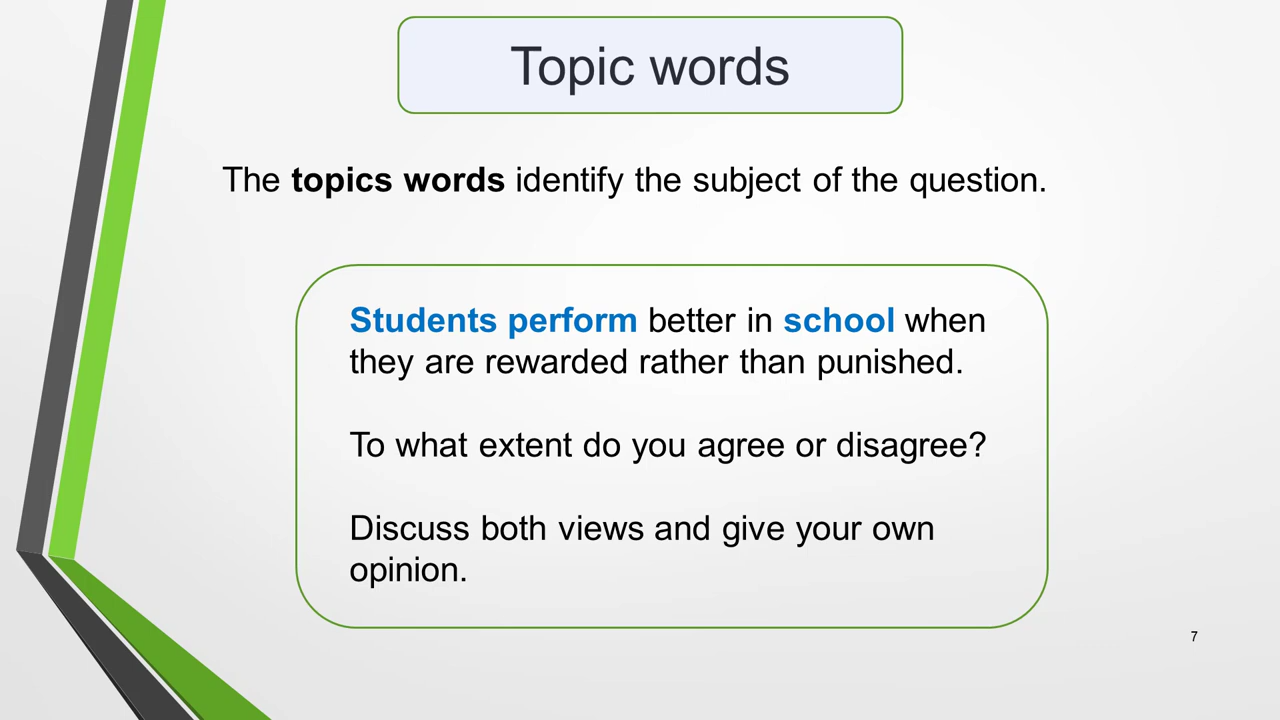 Topic words
The topics words identify the subject of the question.
Students perform better in school when
they are rewarded rather than punished.
To what extent do you agree or disagree?
Discuss both views and give your own
opinion.
7